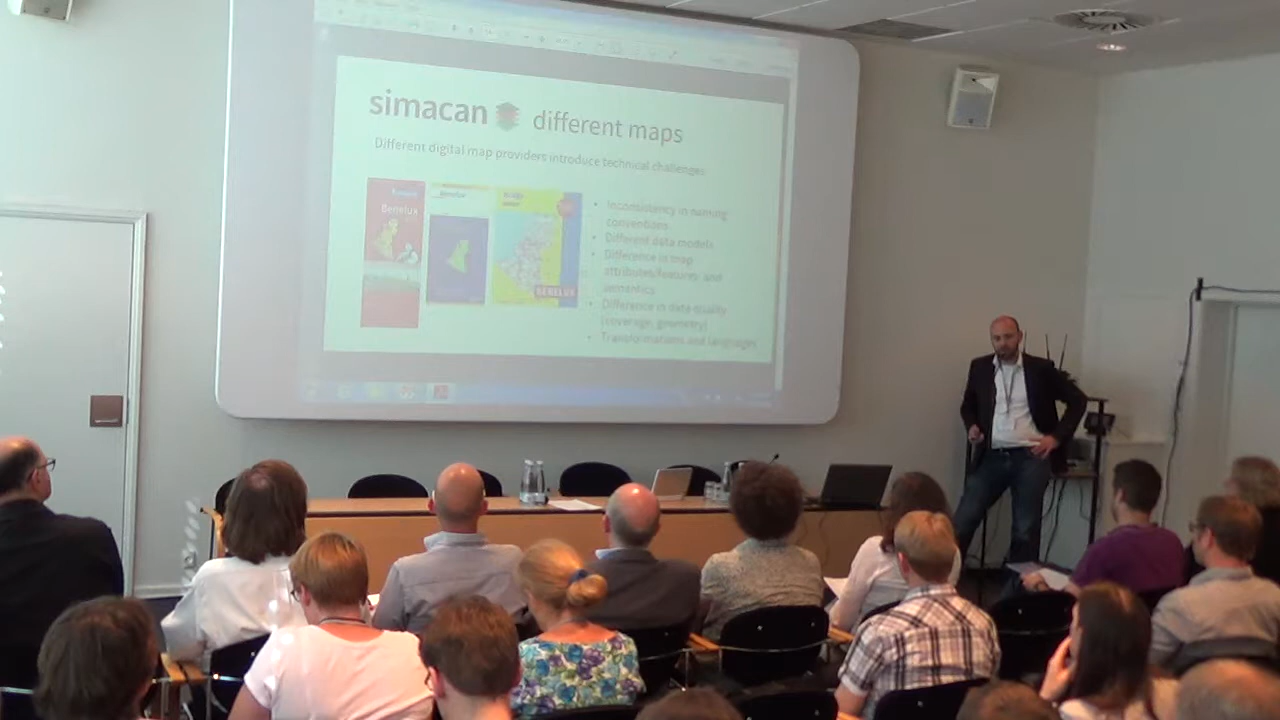 simacan different maps
Different digital map providers introduce technical challenges
Benelux
Benelux
BENELUX
• Inconsistency in naming
conventions
• Different data models
• Difference in map
attributes/features and
semantics
• Difference in data quality
(coverage, geometry)
• Transformations and languages